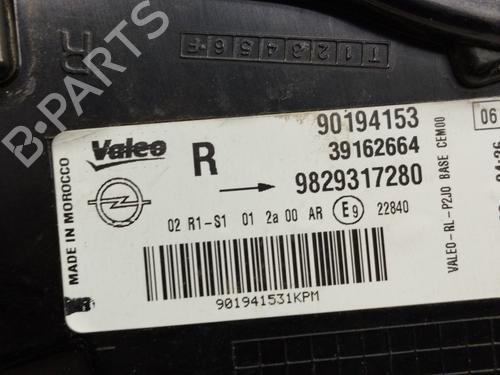 T 1 2 3 4 5 6 F
B-PARTS
MADE IN MOROCCO
Valeo
R
90194153
39162664
9829317280
02 R1-S1 01 2a 00 AR E9 22840
901941531KPM
VALEO-RL-P2JO BASE CEM00
06